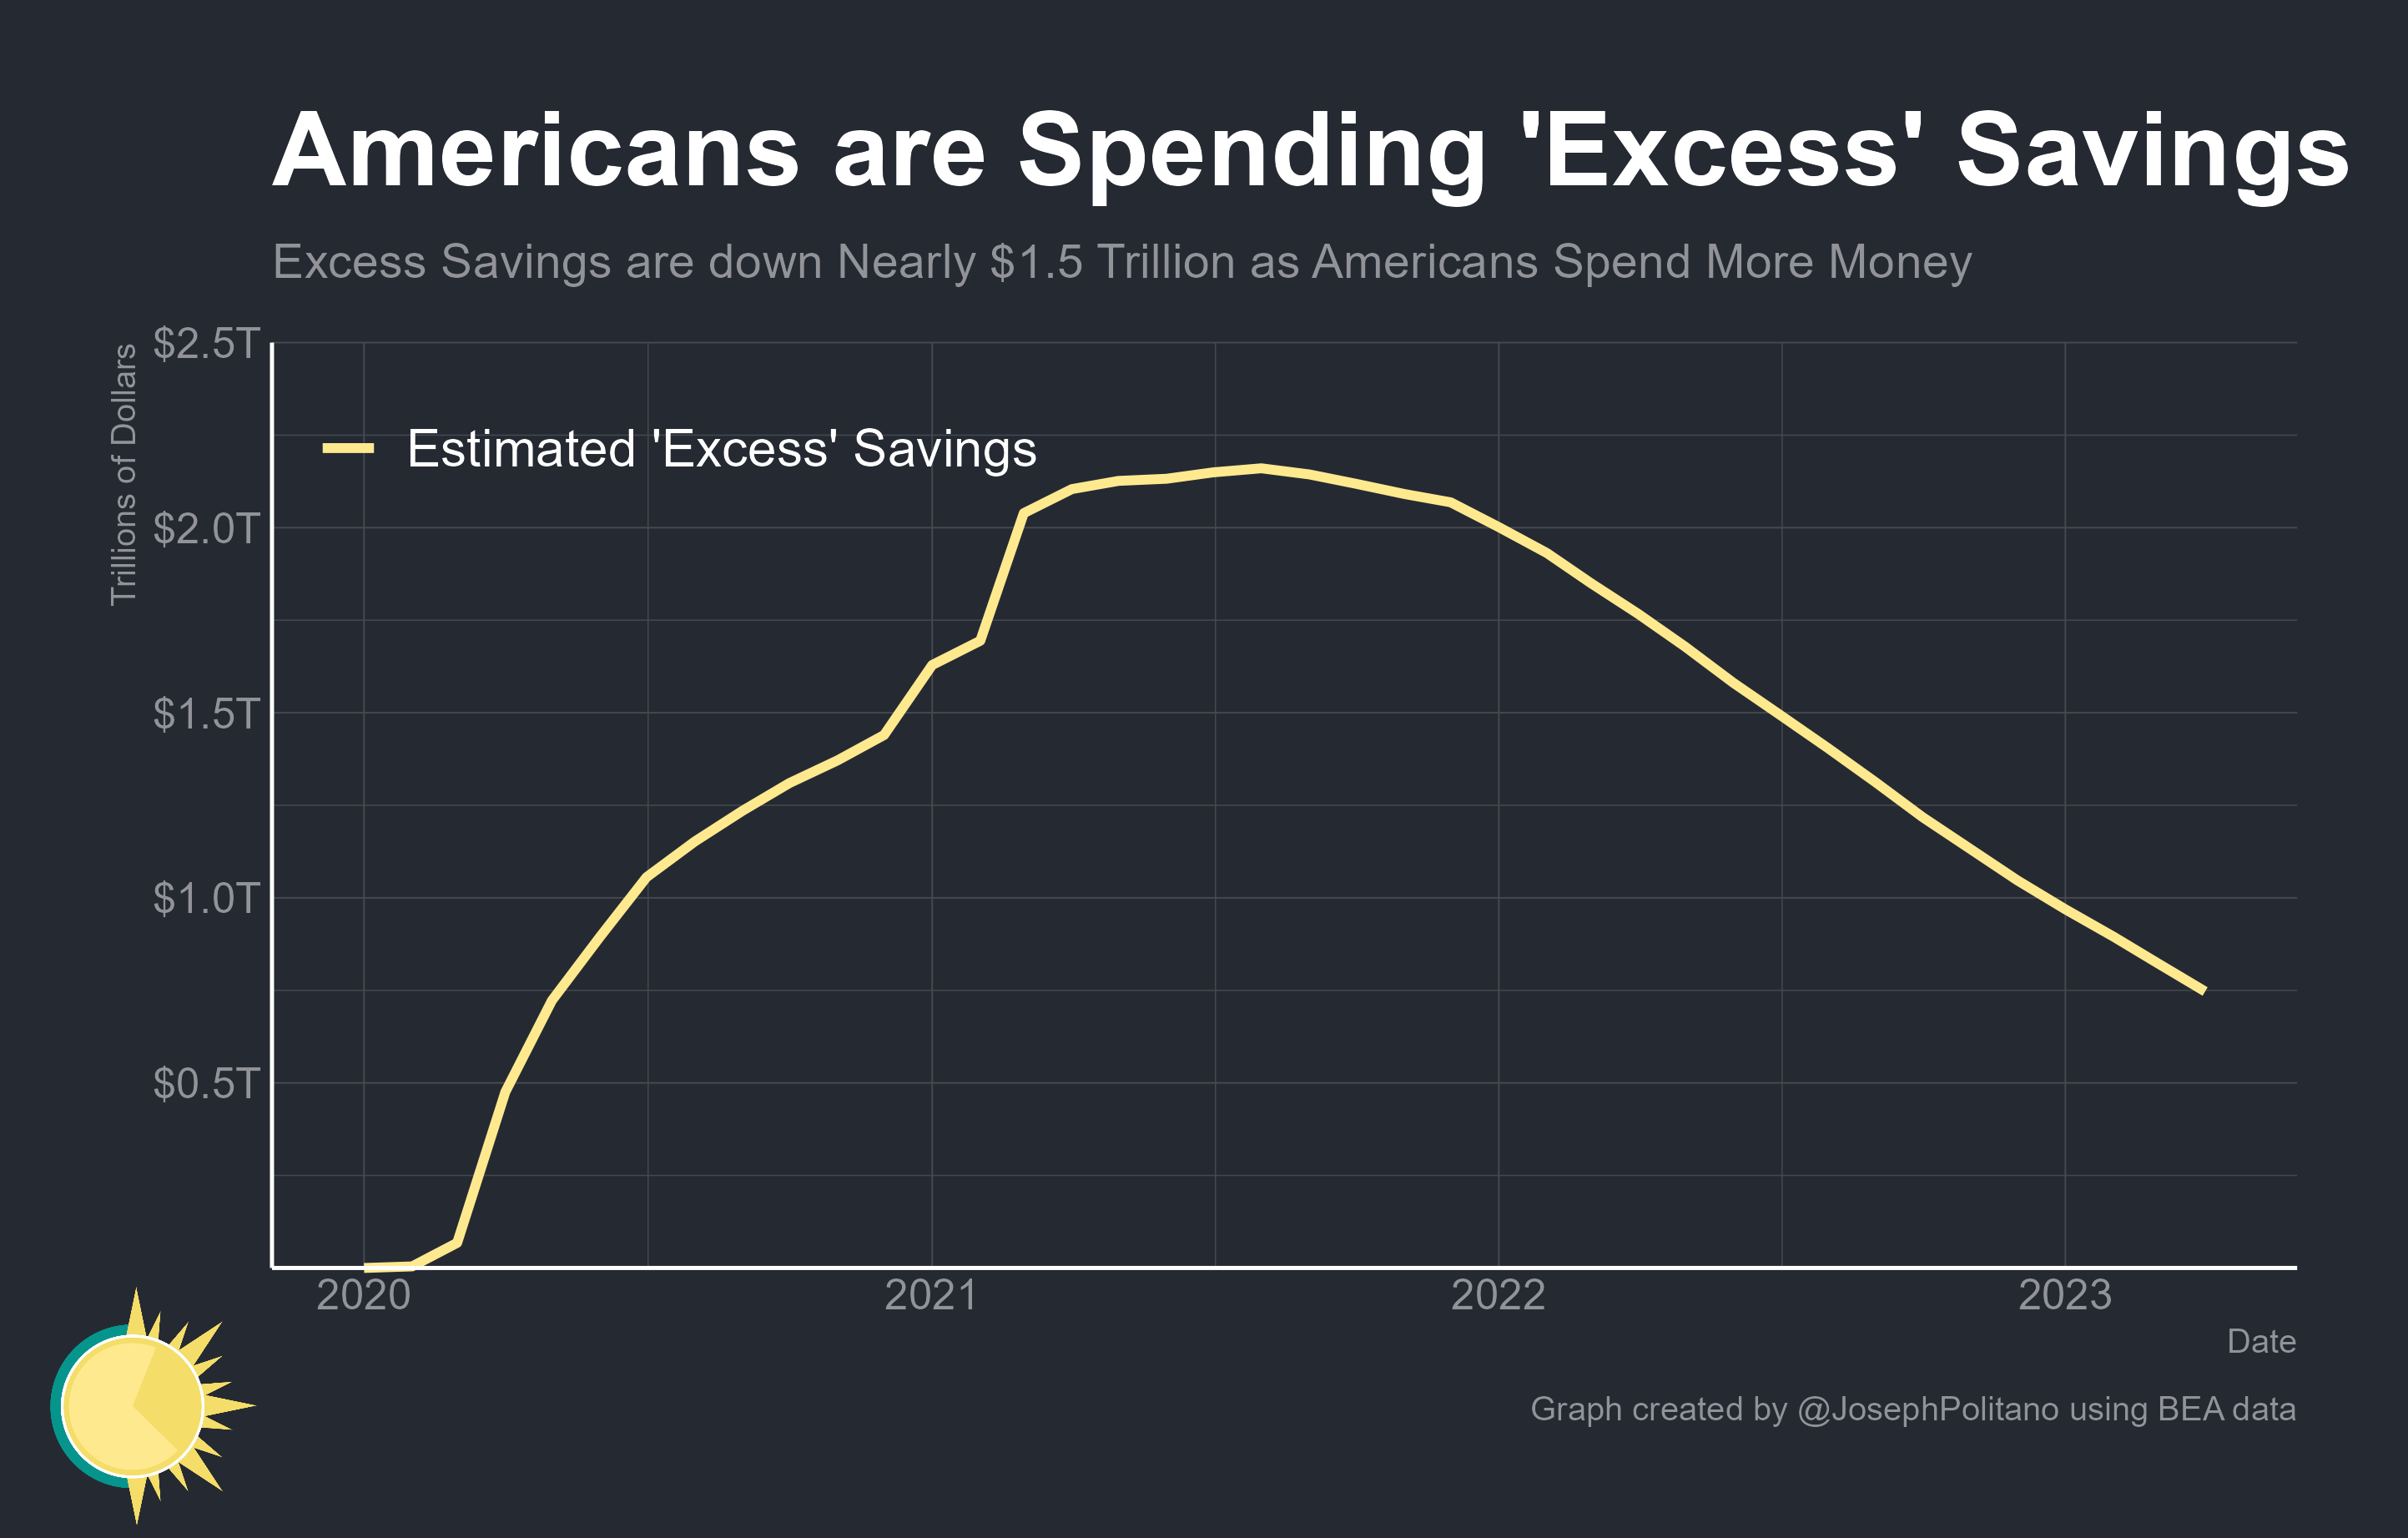 Americans are Spending 'Excess' Savings
Excess Savings are down Nearly $1.5 Trillion as Americans Spend More Money
Trillions of Dollars
$2.5T
$2.0T
$1.5T
$1.0T
$0.5T
Estimated 'Excess' Savings
2020
2021
2022
2023
Date
Graph created by @JosephPolitano using BEA data